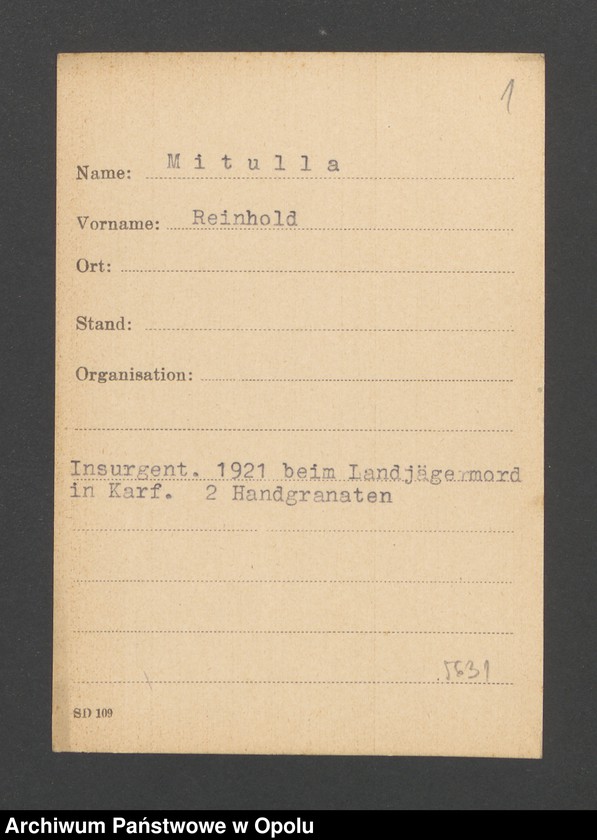 1
Name: Mitulla
Vorname: Reinhold
Ort:
Stand:
Organisation:
Insurgent. 1921 beim Landjägermord
in Karf. 2 Handgranaten
5631
SD 109
Archiwum Państwowe w Opolu